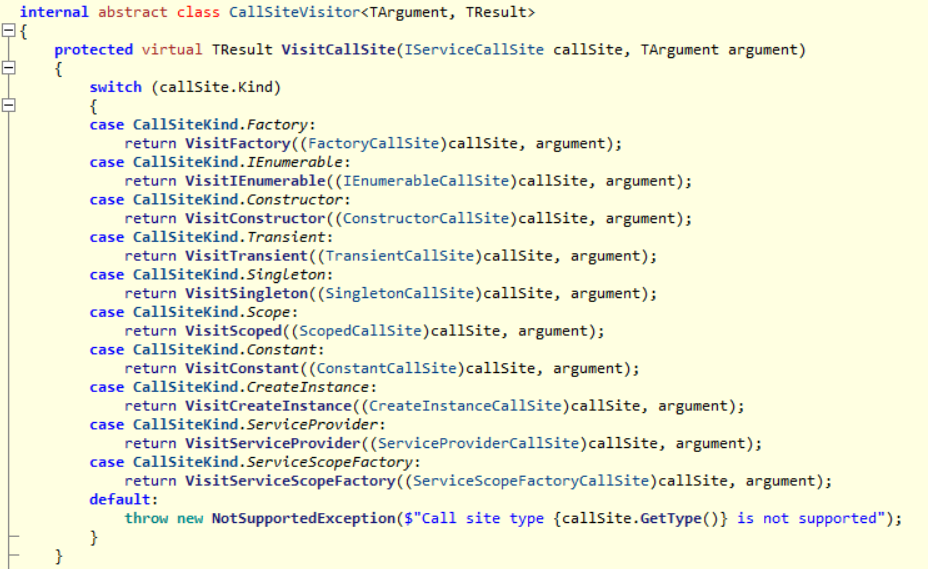 internal abstract class CallSiteVisitor<TArgument, TResult>
{
protected virtual TResult VisitCallSite(IServiceCallSite callSite, TArgument argument)
{
switch (callSite.Kind)
{
case CallSiteKind.Factory:
return VisitFactory((FactoryCallSite)callSite, argument);
case CallSiteKind.IEnumerable:
return VisitIEnumerable((IEnumerableCallSite)callSite, argument);
case CallSiteKind.Constructor:
return VisitConstructor((ConstructorCallSite)callSite, argument);
case CallSiteKind.Transient:
return VisitTransient((TransientCallSite)callSite, argument);
case CallSiteKind.Singleton:
return VisitSingleton((SingletonCallSite)callSite, argument);
case CallSiteKind.Scope:
return VisitScoped((ScopedCallSite)callSite, argument);
case CallSiteKind.Constant:
return VisitConstant((ConstantCallSite)callSite, argument);
case CallSiteKind.CreateInstance:
return VisitCreateInstance((CreateInstanceCallSite)callSite, argument);
case CallSiteKind.ServiceProvider:
return VisitServiceProvider((ServiceProviderCallSite)callSite, argument);
case CallSiteKind.ServiceScopeFactory:
return VisitServiceScopeFactory((ServiceScopeFactoryCallSite)callSite, argument);
default:
throw new NotSupportedException($"Call site type {callSite.GetType()} is not supported");
}
}